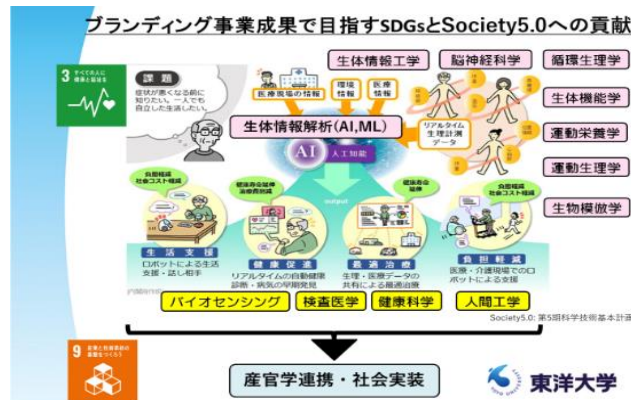 ブランディング事業成果で目指すSDGsとSociety5.0への貢献
3 すべての人に
健康と福祉を
課題
症状が悪くなる前に
知りたい。一人でも
自立した生活したい。
医療現場の情報
環境
情報
医療
情報
生体情報工学
脳神経科学
循環生理学
生体機能学
運動栄養学
運動生理学
生物模倣学
リアルタイム
生理計測
データ
生体情報解析(AI,ML)
AI 人工知能
output
負担軽減
社会コスト軽減
健康寿命延伸
治療費削減
健康寿命
延伸
負担軽減
社会コスト軽減
生活支援
ロボットによる生活
支援・話し相手
健康促進
リアルタイムの自動健康
診断・病気の早期発見
最適治療
生理・医療データの
共有による最適治療
負担軽減
医療・介護現場でのロ
ボットによる支援
バイオセンシング
検査医学
健康科学
人間工学
Society5.0: 第5期科学技術基本計画
9 産業と技術革新の
基盤をつくろう
産官学連携・社会実装
東洋大学